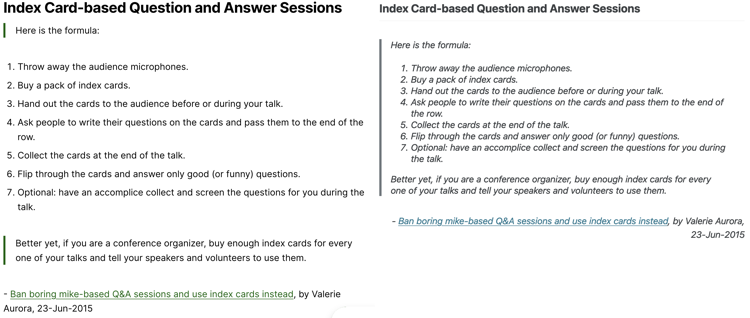 Index Card-based Question and Answer Sessions
Here is the formula:
1. Throw away the audience microphones.
2. Buy a pack of index cards.
3. Hand out the cards to the audience before or during your talk.
4. Ask people to write their questions on the cards and pass them to the end of the
row.
5. Collect the cards at the end of the talk.
6. Flip through the cards and answer only good (or funny) questions.
7. Optional: have an accomplice collect and screen the questions for you during the
talk.
Better yet, if you are a conference organizer, buy enough index cards for every
one of your talks and tell your speakers and volunteers to use them.
- Ban boring mike-based Q&A sessions and use index cards instead, by Valerie
Aurora, 23-Jun-2015
Index Card-based Question and Answer Sessions
Here is the formula:
1. Throw away the audience microphones.
2. Buy a pack of index cards.
3. Hand out the cards to the audience before or during your talk.
4. Ask people to write their questions on the cards and pass them to the end of
the row.
5. Collect the cards at the end of the talk.
6. Flip through the cards and answer only good (or funny) questions.
7. Optional: have an accomplice collect and screen the questions for you during
the talk.
Better yet, if you are a conference organizer, buy enough index cards for every
one of your talks and tell your speakers and volunteers to use them.
- Ban boring mike-based Q&A sessions and use index cards instead, by Valerie Aurora,
23-Jun-2015